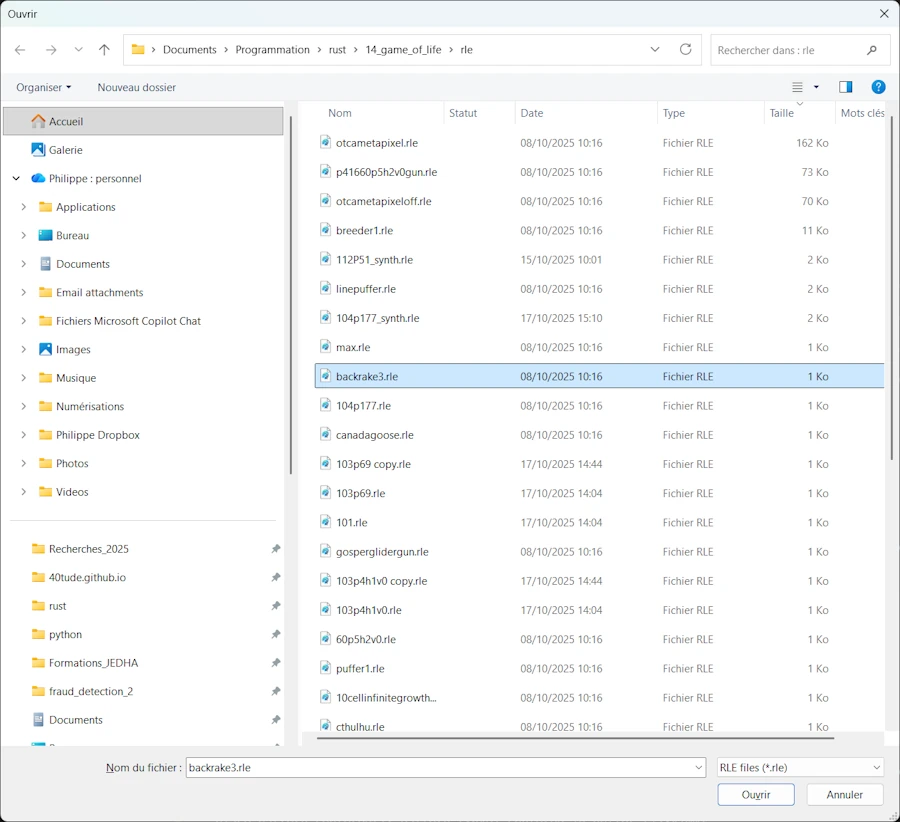 Ouvrir
Documents > Programmation > rust > 14_game_of_life > rle
Rechercher dans : rle
Organiser
Nouveau dossier
Accueil
Galerie
Philippe : personnel
Applications
Bureau
Documents
Email attachments
Fichiers Microsoft Copilot Chat
Images
Musique
Numérisations
Philippe Dropbox
Photos
Videos
Recherches_2025
40tude.github.io
rust
python
Formations_JEDHA
fraud_detection_2
Documents
Nom Statut Date Type Taille Mots clés
otcametapixel.rle 08/10/2025 10:16 Fichier RLE 162 Ko
p41660p5h2v0gun.rle 08/10/2025 10:16 Fichier RLE 73 Ko
otcametapixeloff.rle 08/10/2025 10:16 Fichier RLE 70 Ko
breeder1.rle 08/10/2025 10:16 Fichier RLE 11 Ko
112P51_synth.rle 15/10/2025 10:01 Fichier RLE 2 Ko
linepuffer.rle 08/10/2025 10:16 Fichier RLE 2 Ko
104p177_synth.rle 17/10/2025 15:10 Fichier RLE 2 Ko
max.rle 08/10/2025 10:16 Fichier RLE 1 Ko
backrake3.rle 08/10/2025 10:16 Fichier RLE 1 Ko
104p177.rle 08/10/2025 10:16 Fichier RLE 1 Ko
canadagoose.rle 08/10/2025 10:16 Fichier RLE 1 Ko
103p69 copy.rle 17/10/2025 14:44 Fichier RLE 1 Ko
103p69.rle 17/10/2025 14:04 Fichier RLE 1 Ko
101.rle 17/10/2025 14:04 Fichier RLE 1 Ko
gosperglidergun.rle 08/10/2025 10:16 Fichier RLE 1 Ko
103p4h1v0 copy.rle 17/10/2025 14:44 Fichier RLE 1 Ko
103p4h1v0.rle 17/10/2025 14:04 Fichier RLE 1 Ko
60p5h2v0.rle 08/10/2025 10:16 Fichier RLE 1 Ko
puffer1.rle 08/10/2025 10:16 Fichier RLE 1 Ko
10cellinfinitegrowth... 08/10/2025 10:16 Fichier RLE 1 Ko
cthulhu.rle 08/10/2025 10:16 Fichier RLE 1 Ko
Nom du fichier : backrake3.rle
RLE files (*.rle)
Ouvrir
Annuler